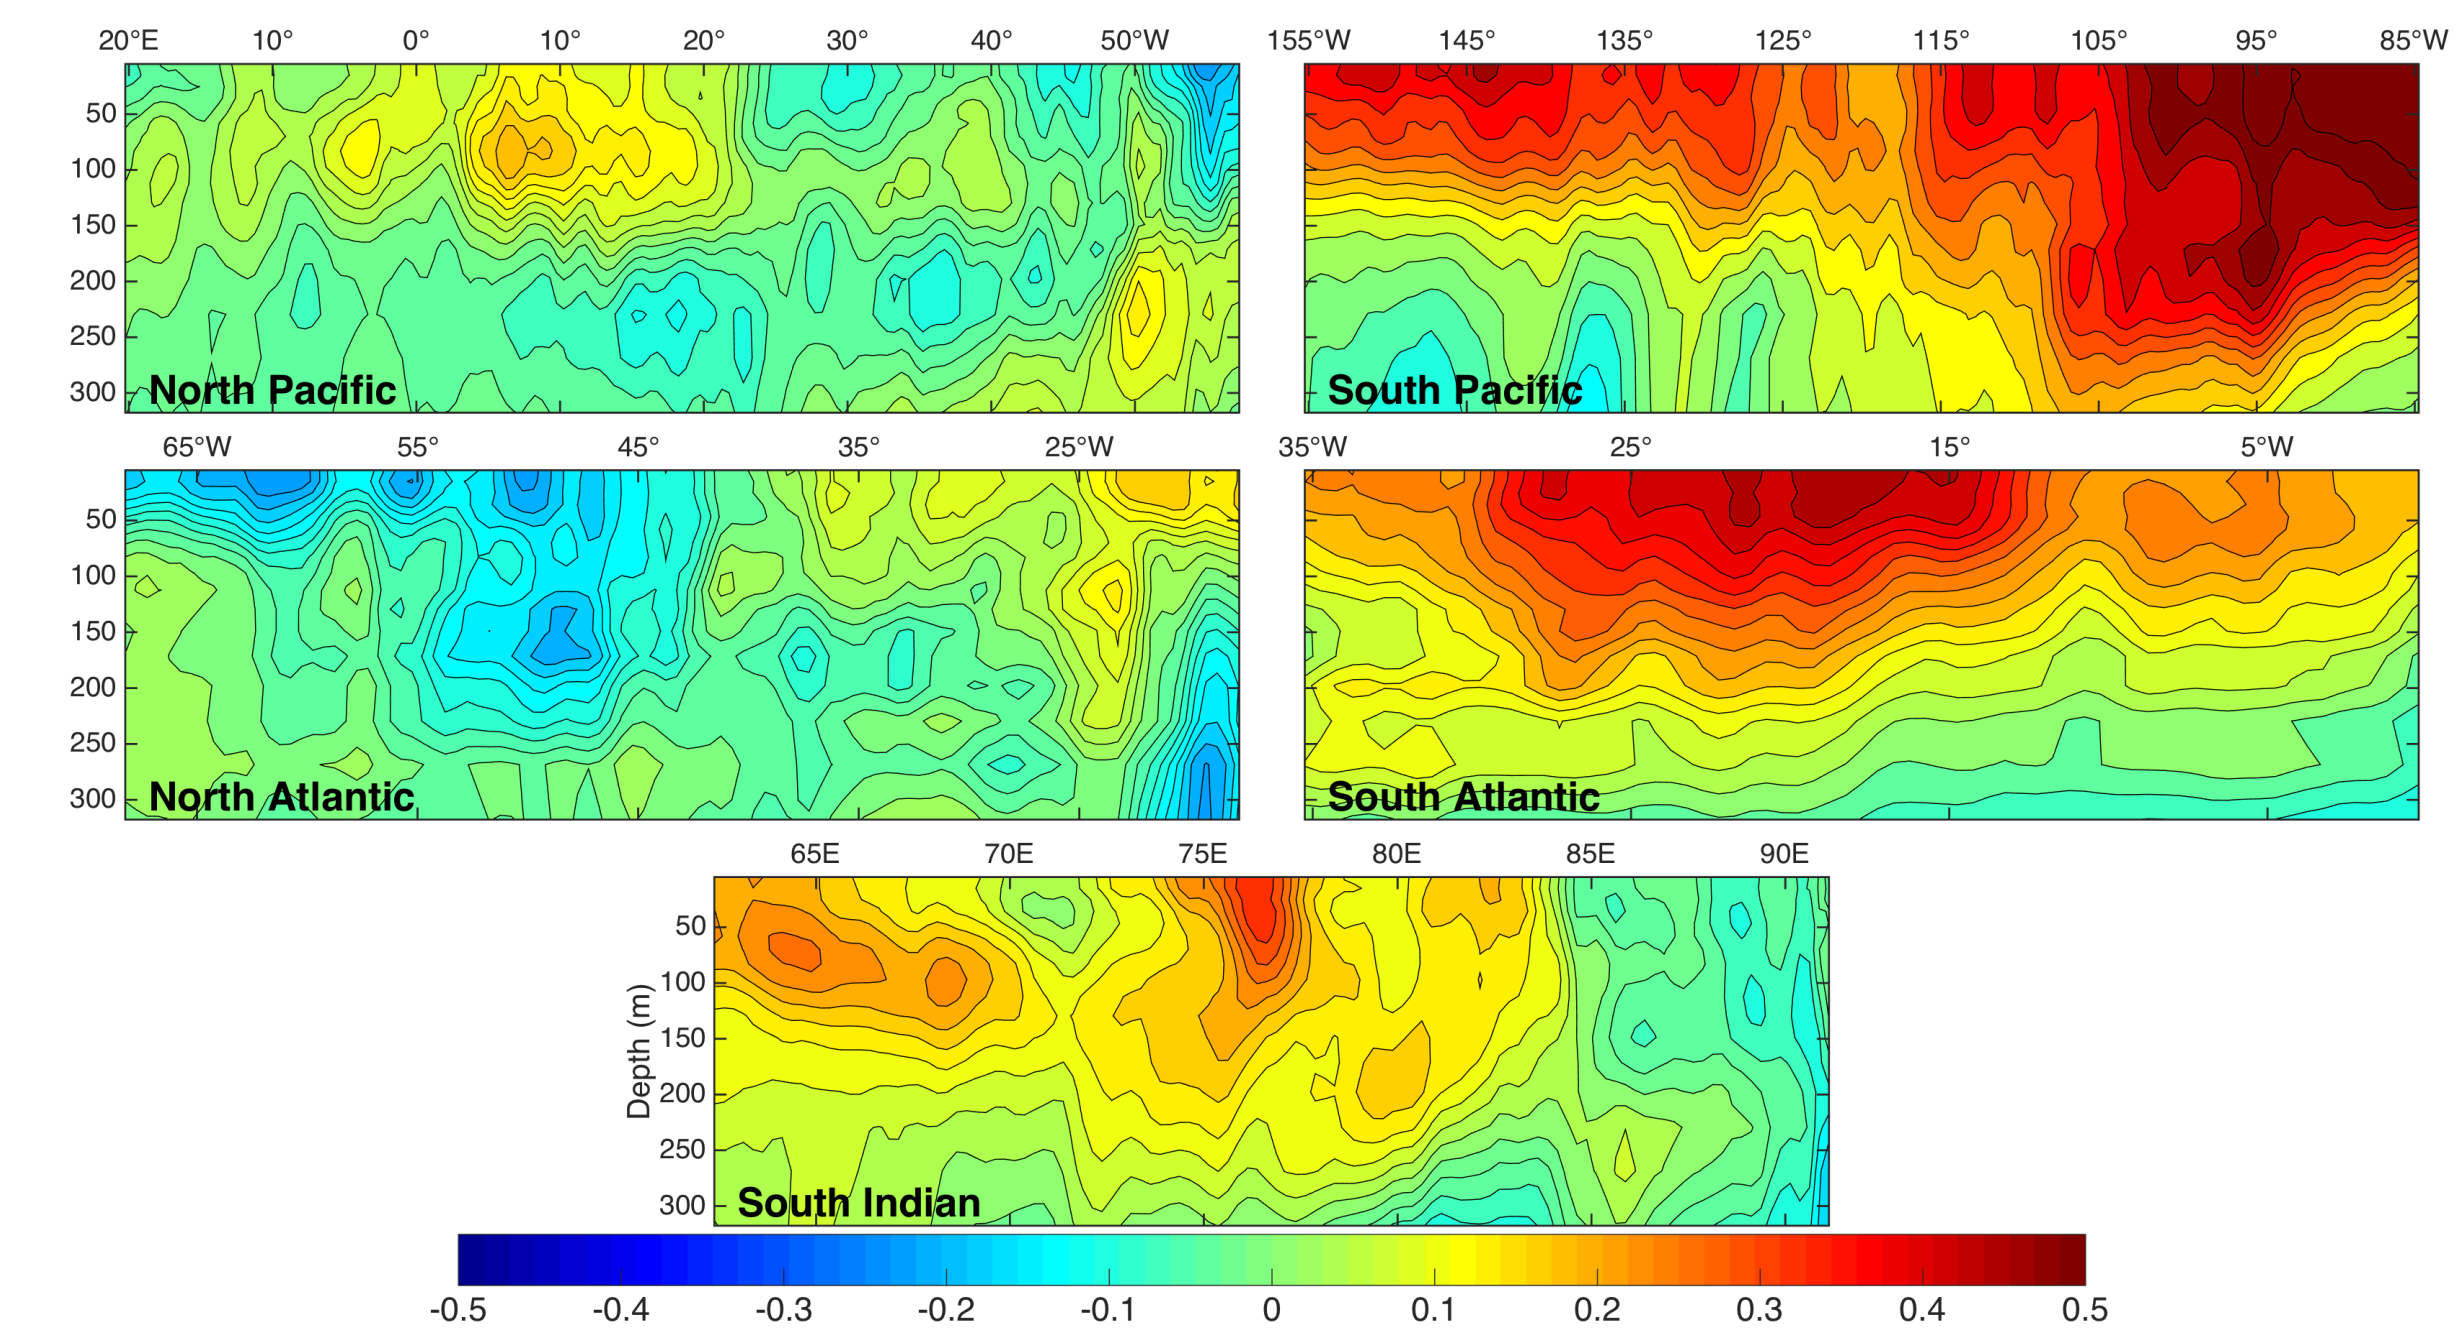 20°E 10° 0° 10° 20° 30° 40° 50°W
155°W 145° 135° 125° 115° 105° 95° 85°W
50
100
150
200
250
300
North Pacific
South Pacific
65°W 55° 45° 35° 25°W
35°W 25° 15° 5°W
50
100
150
200
250
300
North Atlantic
South Atlantic
65E 70E 75E 80E 85E 90E
Depth (m)
50
100
150
200
250
300
South Indian
-0.5 -0.4 -0.3 -0.2 -0.1 0 0.1 0.2 0.3 0.4 0.5